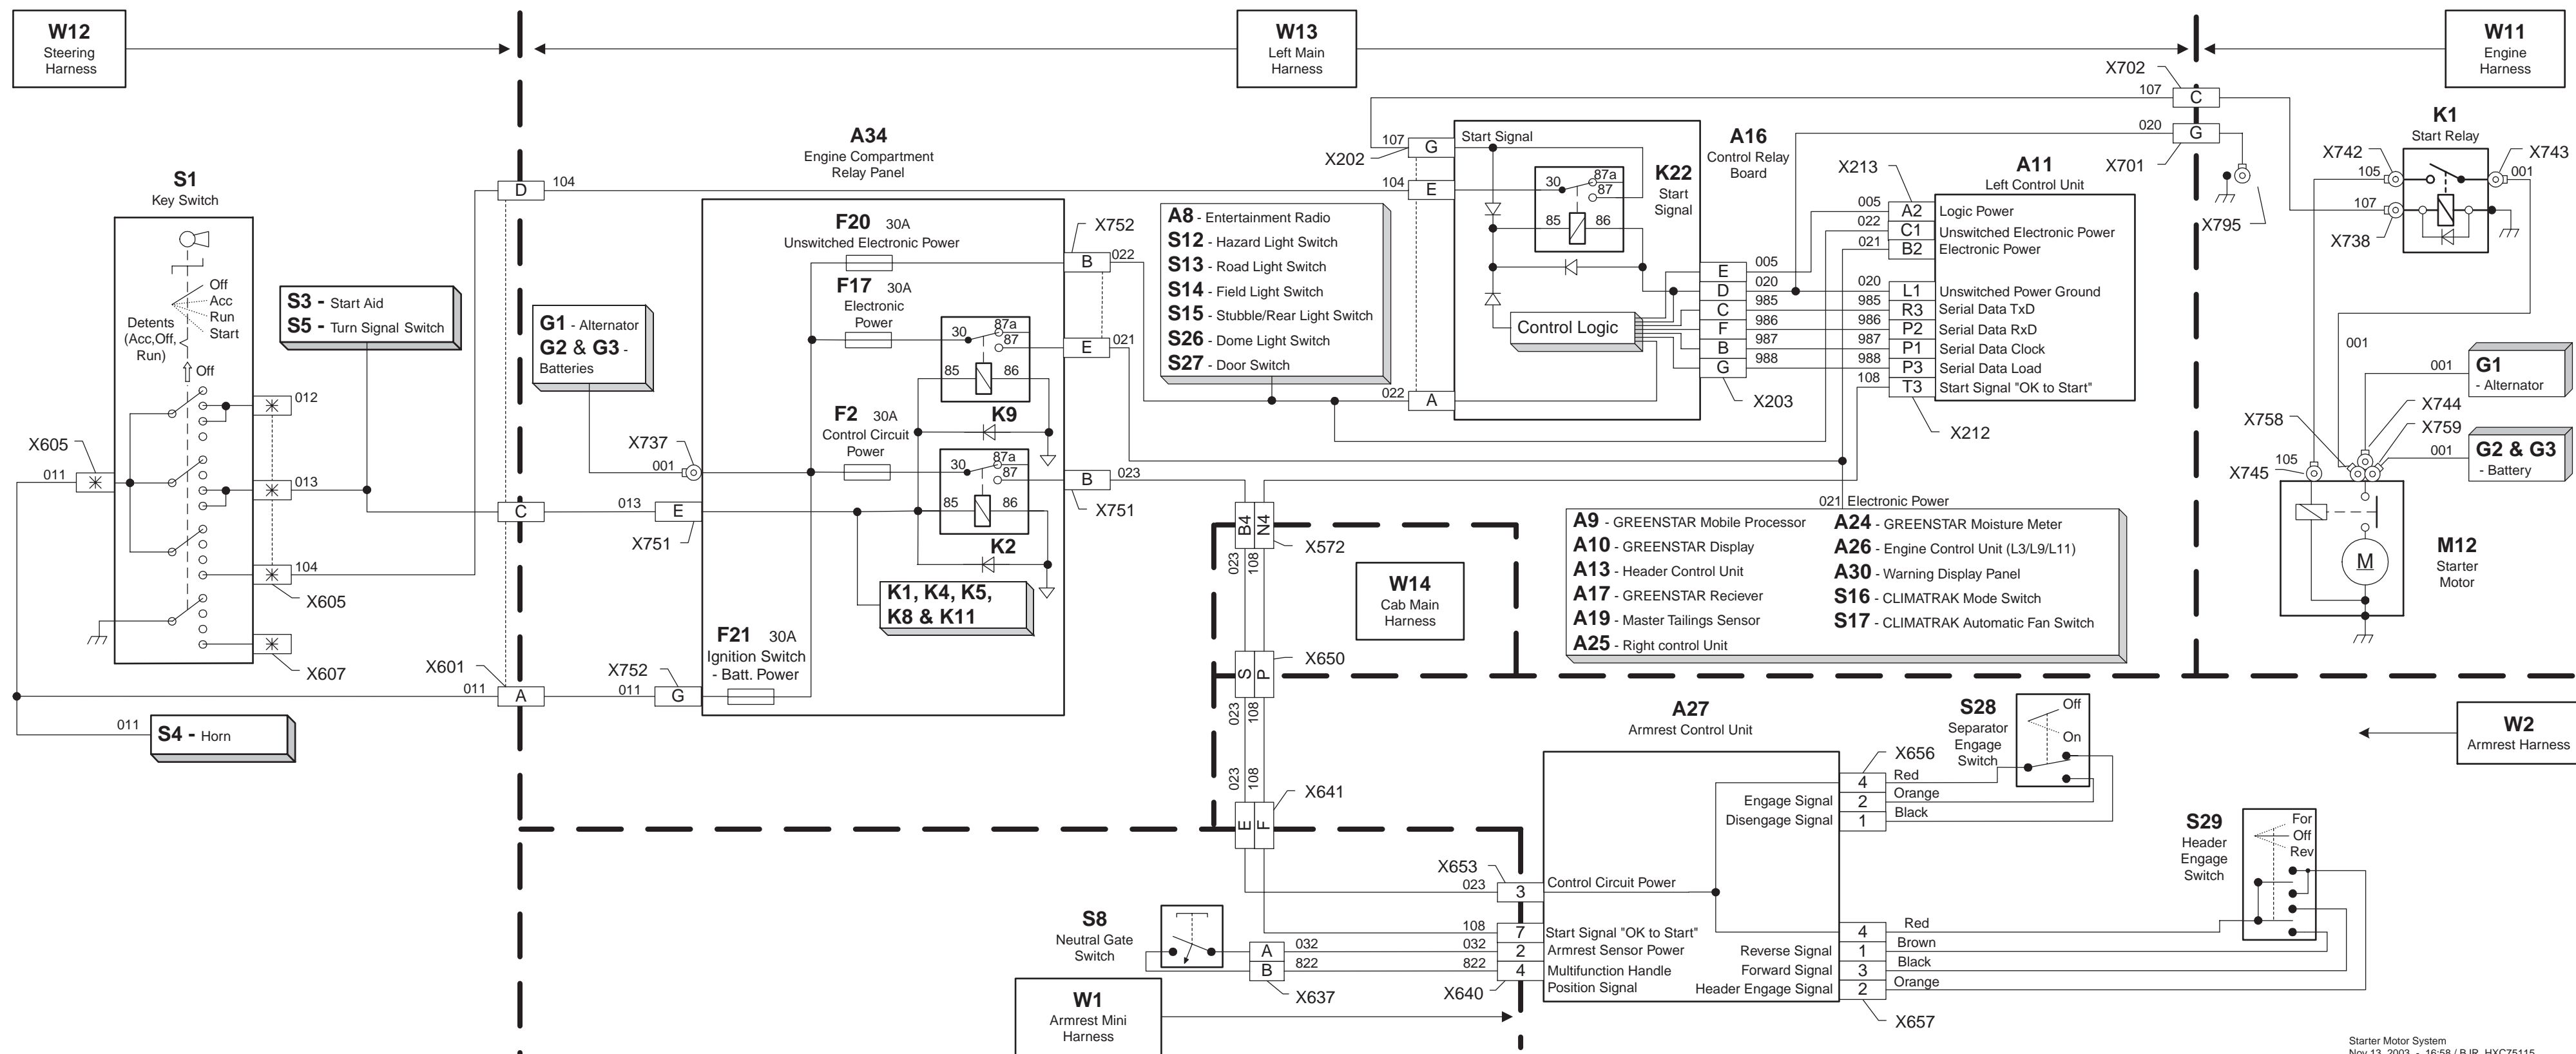 W12
Steering
Harness
W13
Left Main
Harness
W11
Engine
Harness
X702
107
C
020
G
X701
X795
K1
Start Relay
X742
X743
105
001
107
X738
S1
Key Switch
Off
Acc
Run
Start
Detents
(Acc,Off,
Run)
Off
012
013
104
X605
011
X605
X607
S3 - Start Aid
S5 - Turn Signal Switch
D
104
C
013
X601
011
A
011
S4 - Horn
011
A34
Engine Compartment
Relay Panel
G1 - Alternator
G2 & G3 -
Batteries
X737
001
E
X751
X752
G
F20 30A
Unswitched Electronic Power
F17 30A
Electronic
Power
30
87a
87
85
86
K9
F2 30A
Control Circuit
Power
30
87a
87
85
86
K2
K1, K4, K5,
K8 & K11
F21 30A
Ignition Switch
- Batt. Power
X752
B
022
E
021
B
023
X751
A8 - Entertainment Radio
S12 - Hazard Light Switch
S13 - Road Light Switch
S14 - Field Light Switch
S15 - Stubble/Rear Light Switch
S26 - Dome Light Switch
S27 - Door Switch
107
G
X202
104
E
022
A
Start Signal
30
87a
87
85
86
K22
Start
Signal
A16
Control Relay
Board
Control Logic
E
005
D
020
C
985
F
986
B
987
G
988
X203
X213
A11
Left Control Unit
005
A2
Logic Power
022
C1
Unswitched Electronic Power
021
B2
Electronic Power
020
L1
Unswitched Power Ground
985
R3
Serial Data TxD
986
P2
Serial Data RxD
987
P1
Serial Data Clock
988
P3
Serial Data Load
108
T3
Start Signal "OK to Start"
X212
001
001
G1
- Alternator
X744
X758
X759
001
G2 & G3
- Battery
105
X745
M
M12
Starter
Motor
021 Electronic Power
A9 - GREENSTAR Mobile Processor
A10 - GREENSTAR Display
A13 - Header Control Unit
A17 - GREENSTAR Reciever
A19 - Master Tailings Sensor
A25 - Right control Unit
A24 - GREENSTAR Moisture Meter
A26 - Engine Control Unit (L3/L9/L11)
A30 - Warning Display Panel
S16 - CLIMATRAK Mode Switch
S17 - CLIMATRAK Automatic Fan Switch
B4
N4
X572
023
108
W14
Cab Main
Harness
S
P
X650
023
108
023
108
X641
E
F
A27
Armrest Control Unit
X653
023
3
Control Circuit Power
108
7
Start Signal "OK to Start"
032
2
Armrest Sensor Power
822
4
Multifunction Handle
Position Signal
X640
S8
Neutral Gate
Switch
A
032
B
822
X637
W1
Armrest Mini
Harness
X656
4
Red
Engage Signal
2
Orange
Disengage Signal
1
Black
S28
Separator
Engage
Switch
Off
On
4
Red
Reverse Signal
1
Brown
Forward Signal
3
Black
Header Engage Signal
2
Orange
X657
S29
Header
Engage
Switch
For
Off
Rev
W2
Armrest Harness
Starter Motor System
Nov 13, 2003 - 16:58 / BJR HXC75115